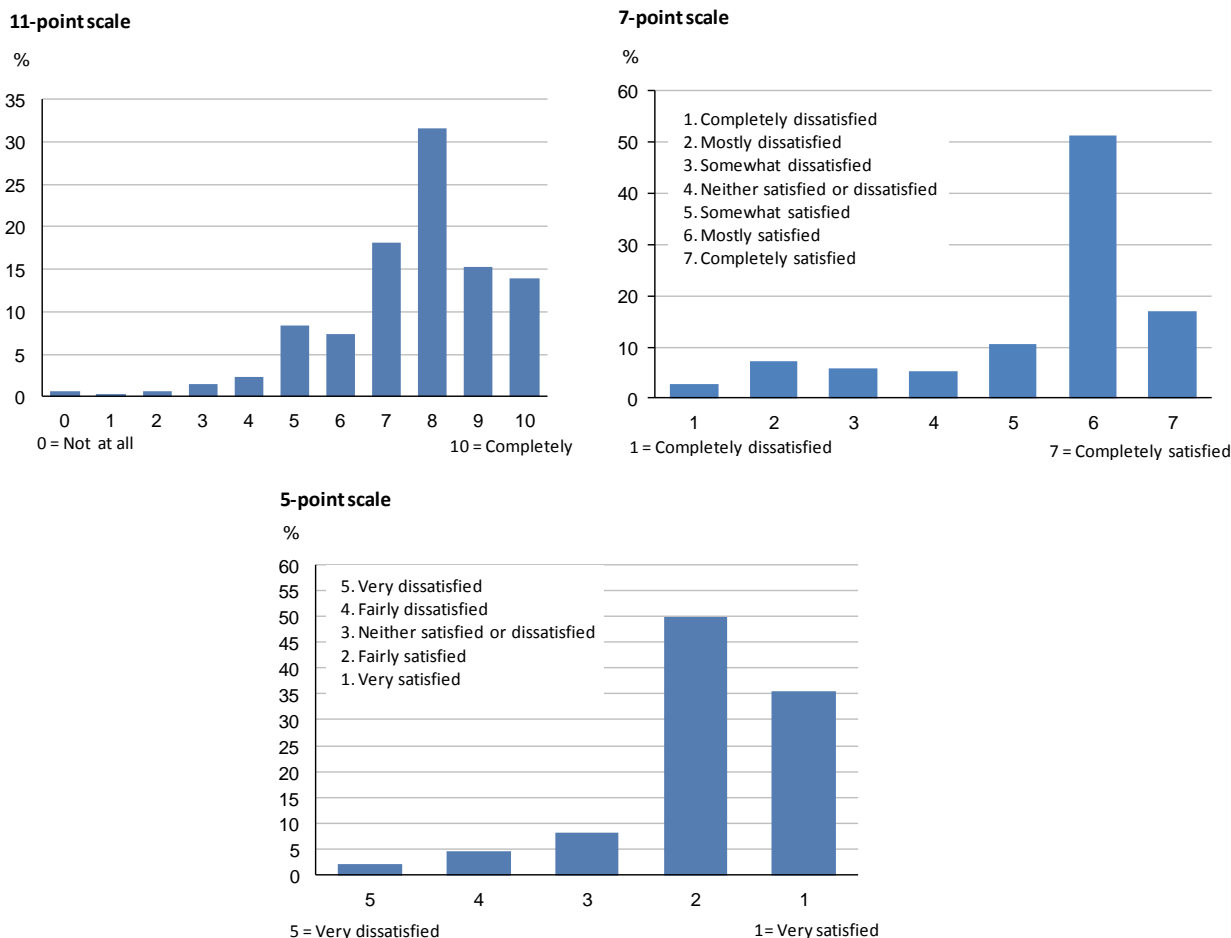 11-point scale
%
35
30
25
20
15
10
5
0
0 1 2 3 4 5 6 7 8 9 10
0 = Not at all
10 = Completely
7-point scale
%
60
50
40
30
20
10
0
1. Completely dissatisfied
2. Mostly dissatisfied
3. Somewhat dissatisfied
4. Neither satisfied or dissatisfied
5. Somewhat satisfied
6. Mostly satisfied
7. Completely satisfied
1 2 3 4 5 6 7
1 = Completely dissatisfied
7 = Completely satisfied
5-point scale
%
60
55
50
45
40
35
30
25
20
15
10
5
0
5. Very dissatisfied
4. Fairly dissatisfied
3. Neither satisfied or dissatisfied
2. Fairly satisfied
1. Very satisfied
5 4 3 2 1
5 = Very dissatisfied
1= Very satisfied